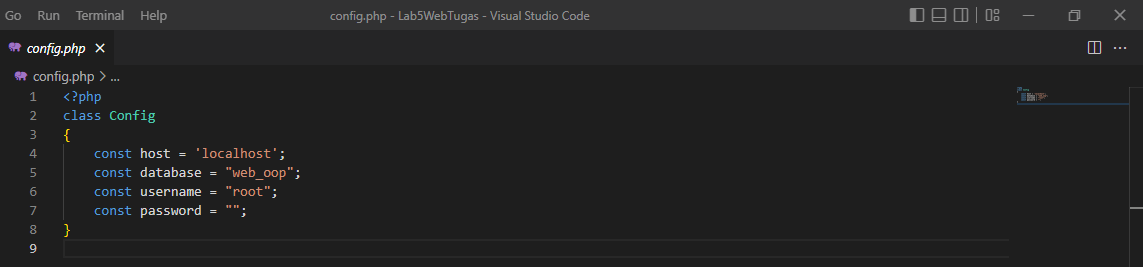 Go Run Terminal Help config.php - Lab5WebTugas - Visual Studio Code
config.php
config.php > ...
1 <?php
2 class Config
3 {
4     const host = 'localhost';
5     const database = "web_oop";
6     const username = "root";
7     const password = "";
8 }
9